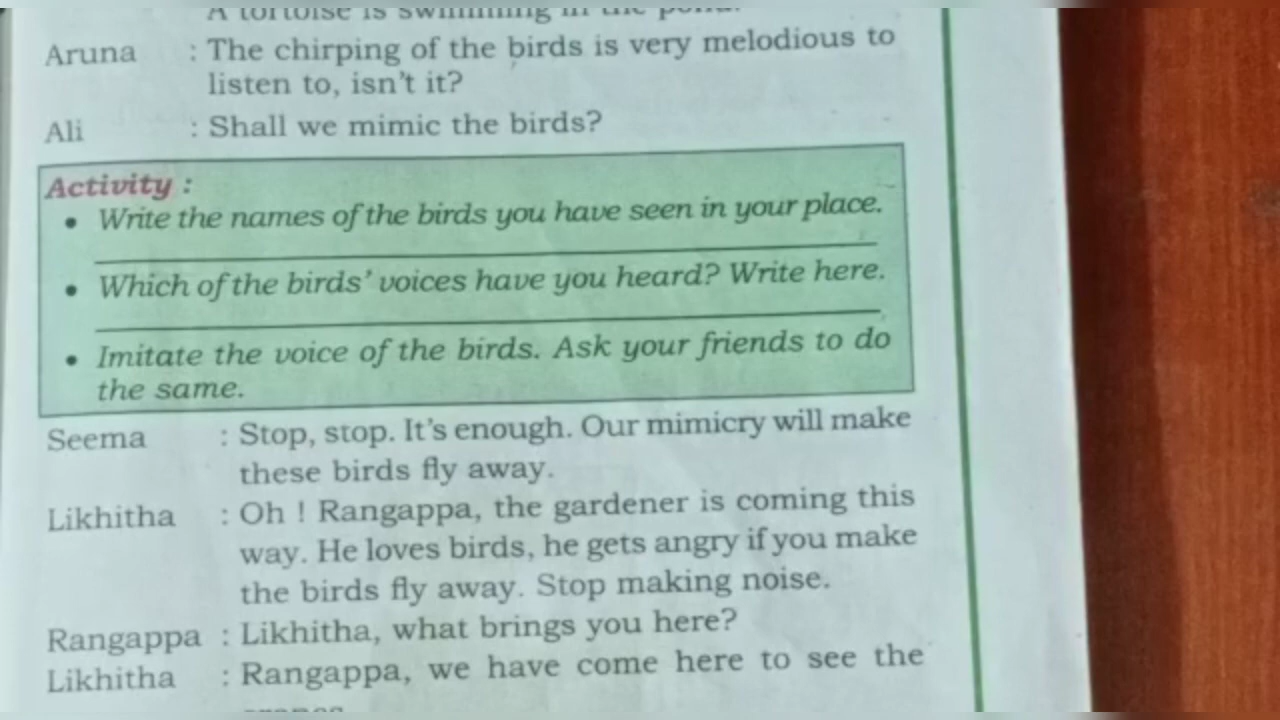 A tortoise is swimming in the pond.
Aruna : The chirping of the birds is very melodious to
listen to, isn't it?
Ali : Shall we mimic the birds?
Activity :
• Write the names of the birds you have seen in your place.
• Which of the birds' voices have you heard? Write here.
• Imitate the voice of the birds. Ask your friends to do
the same.
Seema : Stop, stop. It's enough. Our mimicry will make
these birds fly away.
Likhitha : Oh ! Rangappa, the gardener is coming this
way. He loves birds, he gets angry if you make
the birds fly away. Stop making noise.
Rangappa : Likhitha, what brings you here?
Likhitha : Rangappa, we have come here to see the